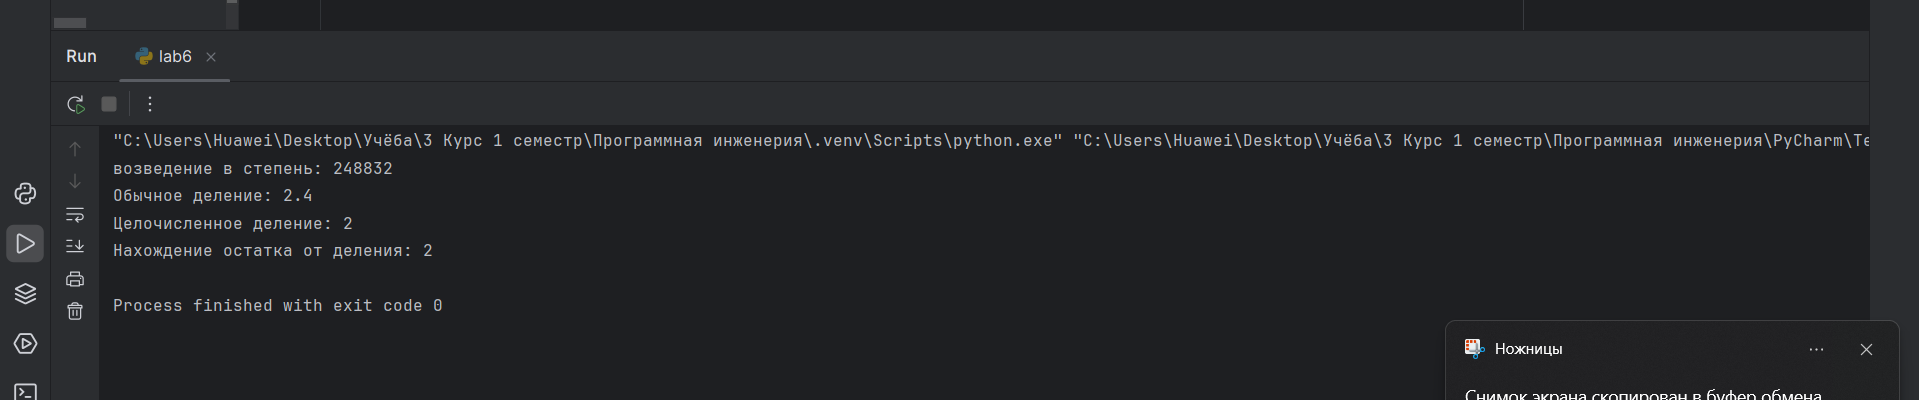 Run lab6
"C:\Users\Huawei\Desktop\Учёба\3 Курс 1 семестр\Программная инженерия\.venv\Scripts\python.exe" "C:\Users\Huawei\Desktop\Учёба\3 Курс 1 семестр\Программная инженерия\PyCharm\Te
возведение в степень: 248832
Обычное деление: 2.4
Целочисленное деление: 2
Нахождение остатка от деления: 2
Process finished with exit code 0
Ножницы
Снимок экрана скопирован в буфер обмена